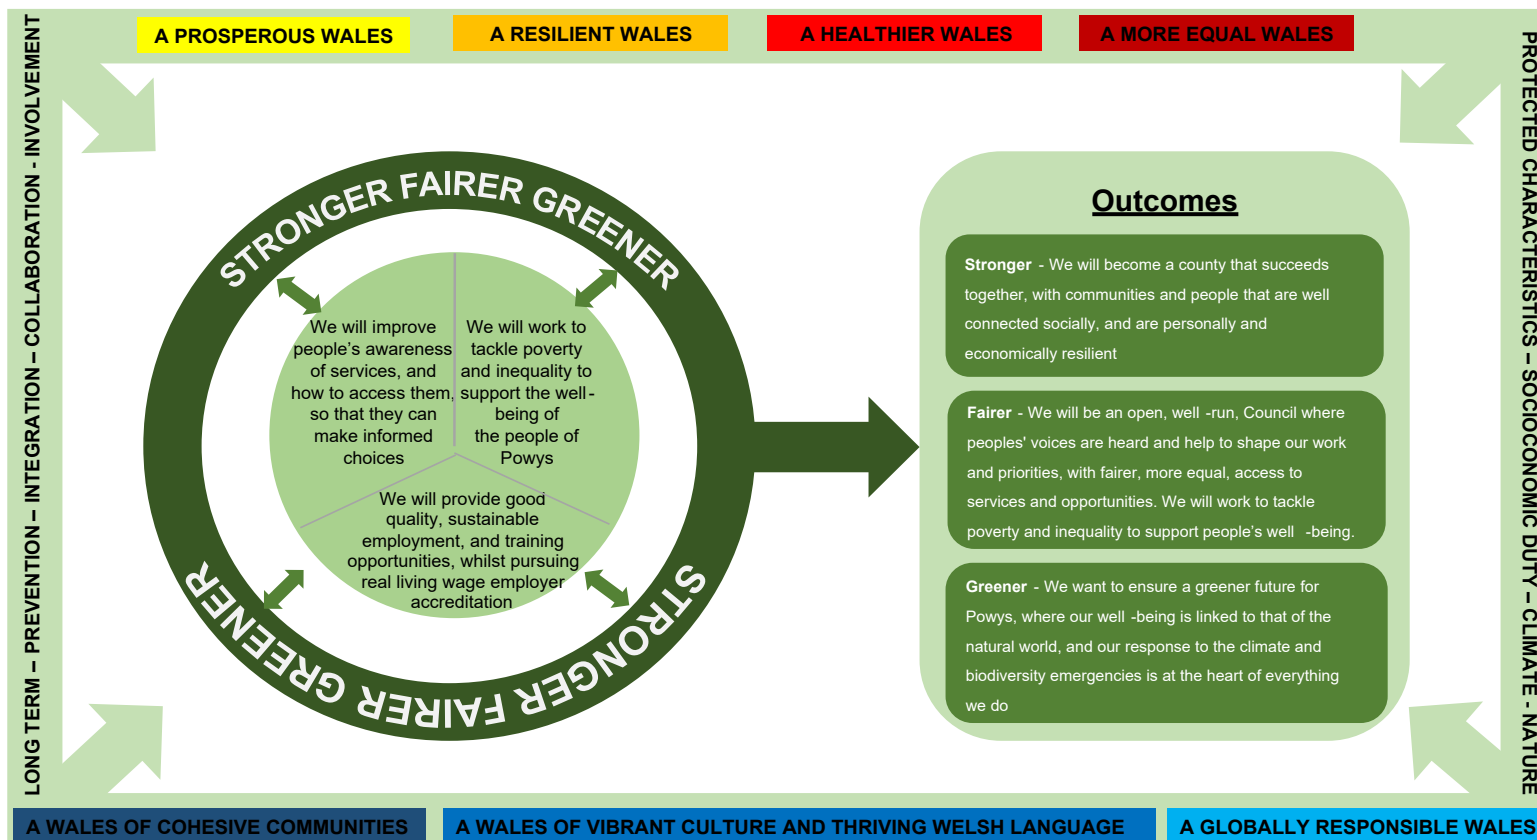 A PROSPEROUS WALES
A RESILIENT WALES
A HEALTHIER WALES
A MORE EQUAL WALES
LONG TERM – PREVENTION – INTEGRATION – COLLABORATION - INVOLVEMENT
PROTECTED CHARACTERISTICS – SOCIOECONOMIC DUTY – CLIMATE - NATURE
STRONGER FAIRER GREENER
We will improve
people's awareness
of services, and
how to access them,
so that they can
make informed
choices
We will work to
tackle poverty
and inequality to
support the well-
being of
the people of
Powys
We will provide good
quality, sustainable
employment, and training
opportunities, whilst pursuing
real living wage employer
accreditation
STRONGER FAIRER GREENER
Outcomes
Stronger - We will become a county that succeeds
together, with communities and people that are well
connected socially, and are personally and
economically resilient
Fairer - We will be an open, well -run, Council where
peoples' voices are heard and help to shape our work
and priorities, with fairer, more equal, access to
services and opportunities. We will work to tackle
poverty and inequality to support people's well -being.
Greener - We want to ensure a greener future for
Powys, where our well -being is linked to that of the
natural world, and our response to the climate and
biodiversity emergencies is at the heart of everything
we do
A WALES OF COHESIVE COMMUNITIES
A WALES OF VIBRANT CULTURE AND THRIVING WELSH LANGUAGE
A GLOBALLY RESPONSIBLE WALES